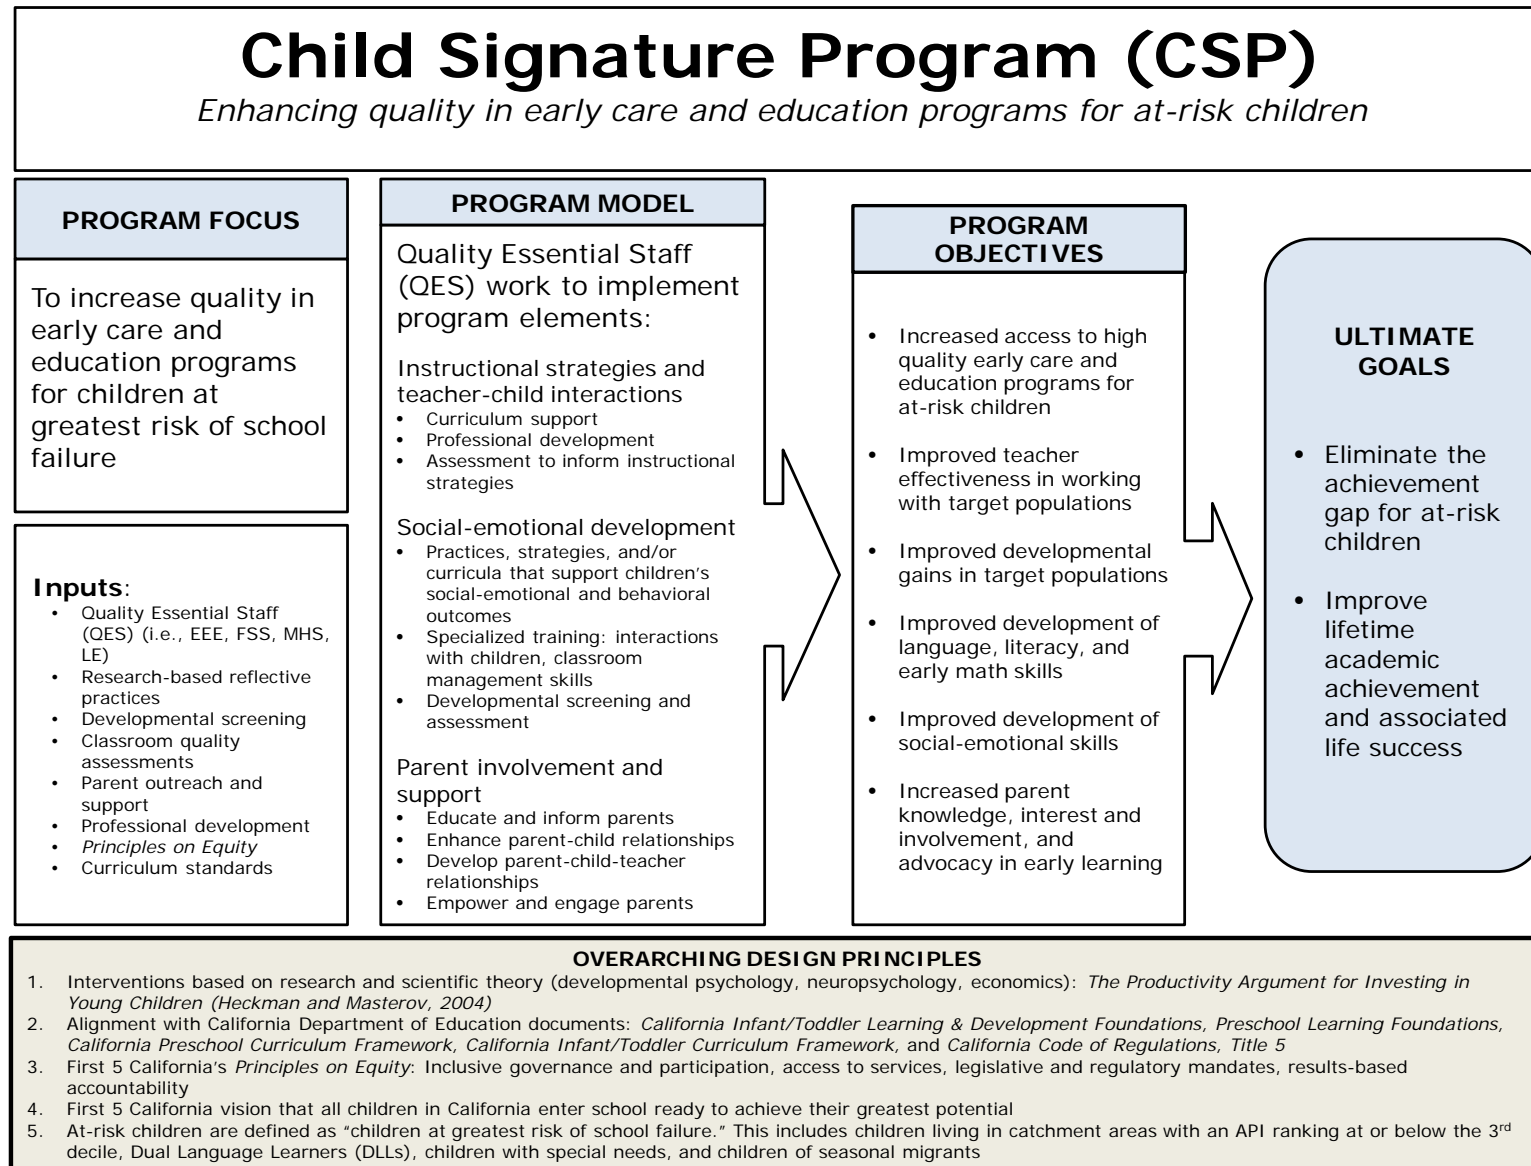 Child Signature Program (CSP)
Enhancing quality in early care and education programs for at-risk children
PROGRAM FOCUS
To increase quality in
early care and
education programs
for children at
greatest risk of school
failure
Inputs:
• Quality Essential Staff
(QES) (i.e., EEE, FSS, MHS,
LE)
• Research-based reflective
practices
• Developmental screening
• Classroom quality
assessments
• Parent outreach and
support
• Professional development
• Principles on Equity
• Curriculum standards
PROGRAM MODEL
Quality Essential Staff
(QES) work to implement
program elements:
Instructional strategies and
teacher-child interactions
• Curriculum support
• Professional development
• Assessment to inform instructional
strategies
Social-emotional development
• Practices, strategies, and/or
curricula that support children's
social-emotional and behavioral
outcomes
• Specialized training: interactions
with children, classroom
management skills
• Developmental screening and
assessment
Parent involvement and
support
• Educate and inform parents
• Enhance parent-child relationships
• Develop parent-child-teacher
relationships
• Empower and engage parents
PROGRAM
OBJECTIVES
• Increased access to high
quality early care and
education programs for
at-risk children
• Improved teacher
effectiveness in working
with target populations
• Improved developmental
gains in target populations
• Improved development of
language, literacy, and
early math skills
• Improved development of
social-emotional skills
• Increased parent
knowledge, interest and
involvement, and
advocacy in early learning
ULTIMATE
GOALS
• Eliminate the
achievement
gap for at-risk
children
• Improve
lifetime
academic
achievement
and associated
life success
OVERARCHING DESIGN PRINCIPLES
1. Interventions based on research and scientific theory (developmental psychology, neuropsychology, economics): The Productivity Argument for Investing in
Young Children (Heckman and Masterov, 2004)
2. Alignment with California Department of Education documents: California Infant/Toddler Learning & Development Foundations, Preschool Learning Foundations,
California Preschool Curriculum Framework, California Infant/Toddler Curriculum Framework, and California Code of Regulations, Title 5
3. First 5 California's Principles on Equity: Inclusive governance and participation, access to services, legislative and regulatory mandates, results-based
accountability
4. First 5 California vision that all children in California enter school ready to achieve their greatest potential
5. At-risk children are defined as "children at greatest risk of school failure." This includes children living in catchment areas with an API ranking at or below the 3rd
decile, Dual Language Learners (DLLs), children with special needs, and children of seasonal migrants